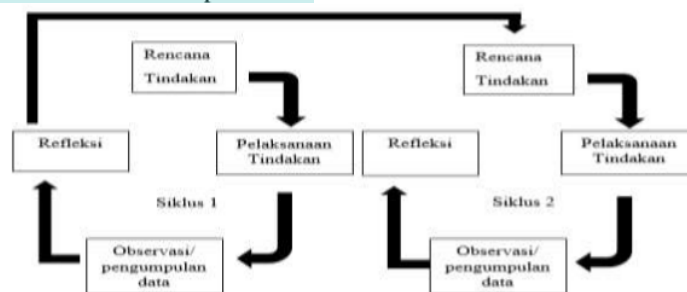 Rencana
Tindakan
Refleksi
Pelaksanaan
Tindakan
Siklus 1
Observasi/
pengumpulan
data
Rencana
Tindakan
Refleksi
Pelaksanaan
Tindakan
Siklus 2
Observasi/
pengumpulan
data